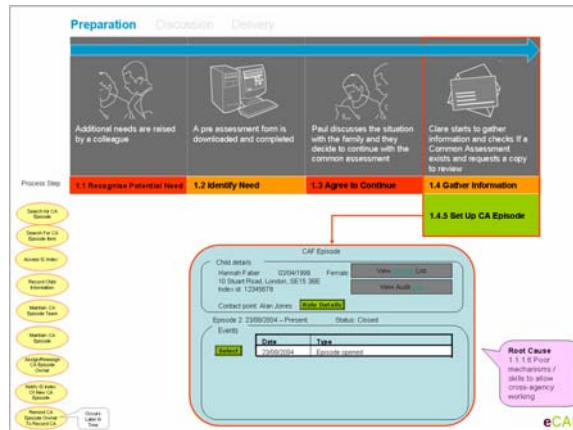 Preparation Discussion Delivery
Additional needs are raised
by a colleague
A pre assessment form is
downloaded and completed
Paul discusses the situation
with the family and they
decide to continue with the
common assessment
Clare starts to gather
information and checks If a
Common Assessment
exists and requests a copy
to review
Process Step
1.1 Recognise Potential Need
1.2 Identify Need
1.3 Agree to Continue
1.4 Gather Information
1.4.5 Set Up CA Episode
Search for CA
Episode
Search For CA
Episode Item
Access IS Index
Record Child
Information
Maintain CA
Episode Team
Maintain CA
Episode
Assign/Reassign
CA Episode
Owner
Notify IS Index
Of New CA
Episode
Remind CA
Episode Owner
To Record CA
Occurs
Later In
Time
CAF Episode
Child details
Hannah Faber 03/04/1998 Female
10 Stuart Road, London, SE15 3BE
Index id: 12345678
View List
View Audit
Contact point: Alan Jones
Role Details
Episode 2: 23/08/2004 – Present Status: Closed
Events
Select
Date Type
23/08/2004 Episode opened
Root Cause
1.1.1.6 Poor
mechanisms /
skills to allow
cross-agency
working
eCAF